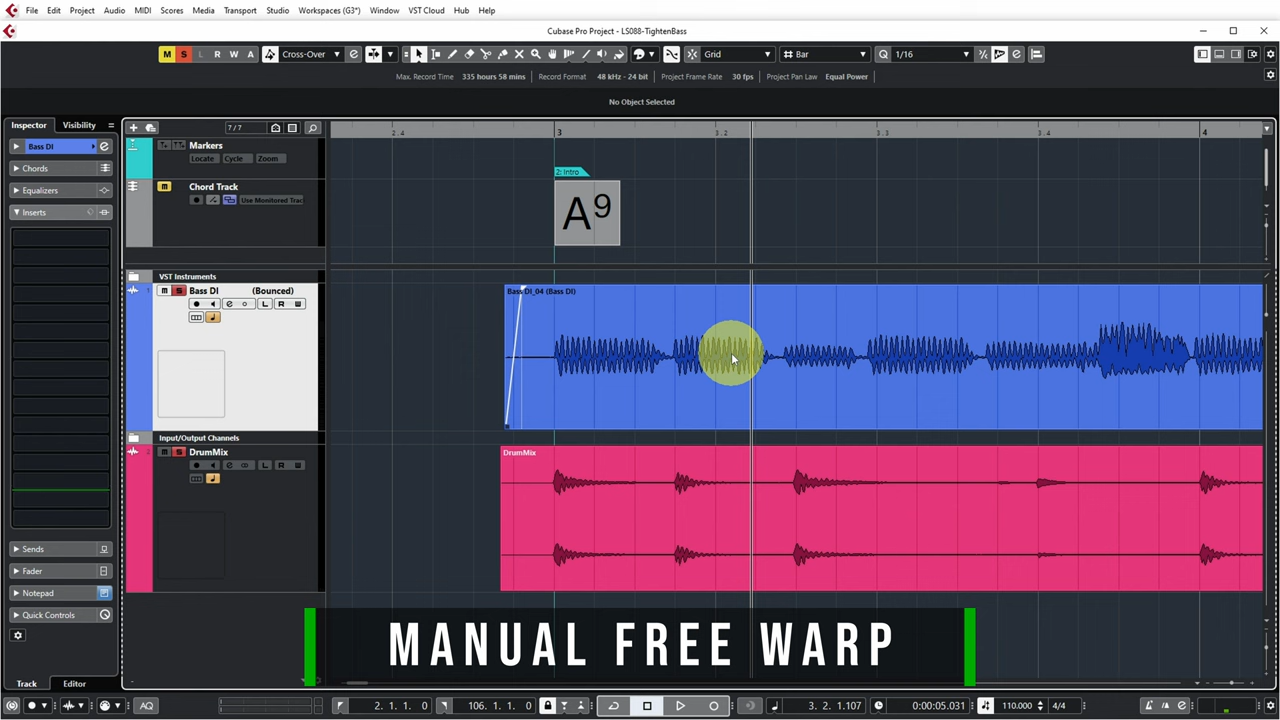 File Edit Project Audio MIDI Scores Media Transport Studio Workspaces (G3*) Window VST Cloud Hub Help
Cubase Pro Project - LS088-TightenBass
M S L R W A Cross-Over e Grid Bar Q 1/16 e
Max. Record Time 335 hours 58 mins Record Format 48 kHz - 24 bit Project Frame Rate 30 fps Project Pan Law Equal Power
No Object Selected
Inspector Visibility 7/7 2.4 3 3.2 3.3 3.4 4
Bass DI e
Markers
Locate Cycle Zoom
Chords
2: Intro
Chord Track
Equalizers
Use Monitored Trac
A9
Inserts
VST Instruments
Bass DI (Bounced)
Bass DI_04 (Bass DI)
Input/Output Channels
DrumMix
DrumMix
Sends
Fader
Notepad
Quick Controls
MANUAL FREE WARP
Track Editor
AQ 2. 1. 1. 0 106. 1. 1. 0 3. 2. 1.107 0:00:05.031 110.000 4/4